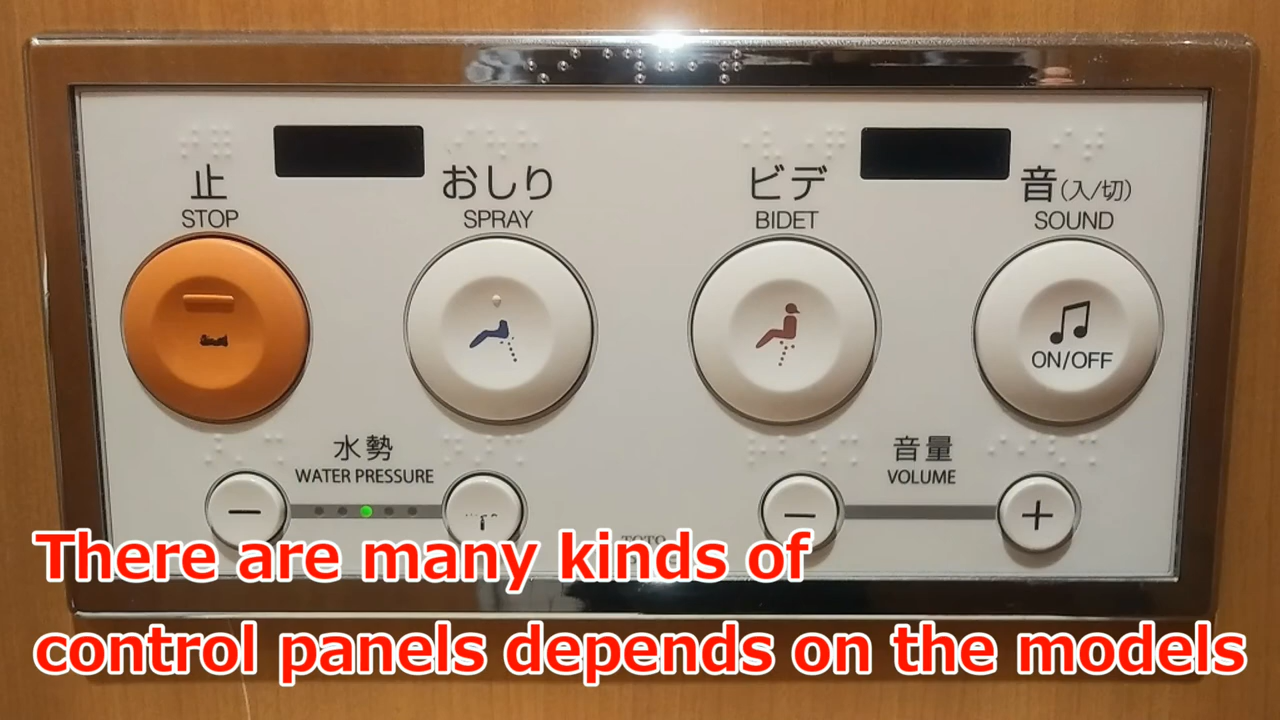 止
STOP
おしり
SPRAY
ビデ
BIDET
音(入/切)
SOUND
ON/OFF
水勢
WATER PRESSURE
音量
VOLUME
TOTO
There are many kinds of
control panels depends on the models